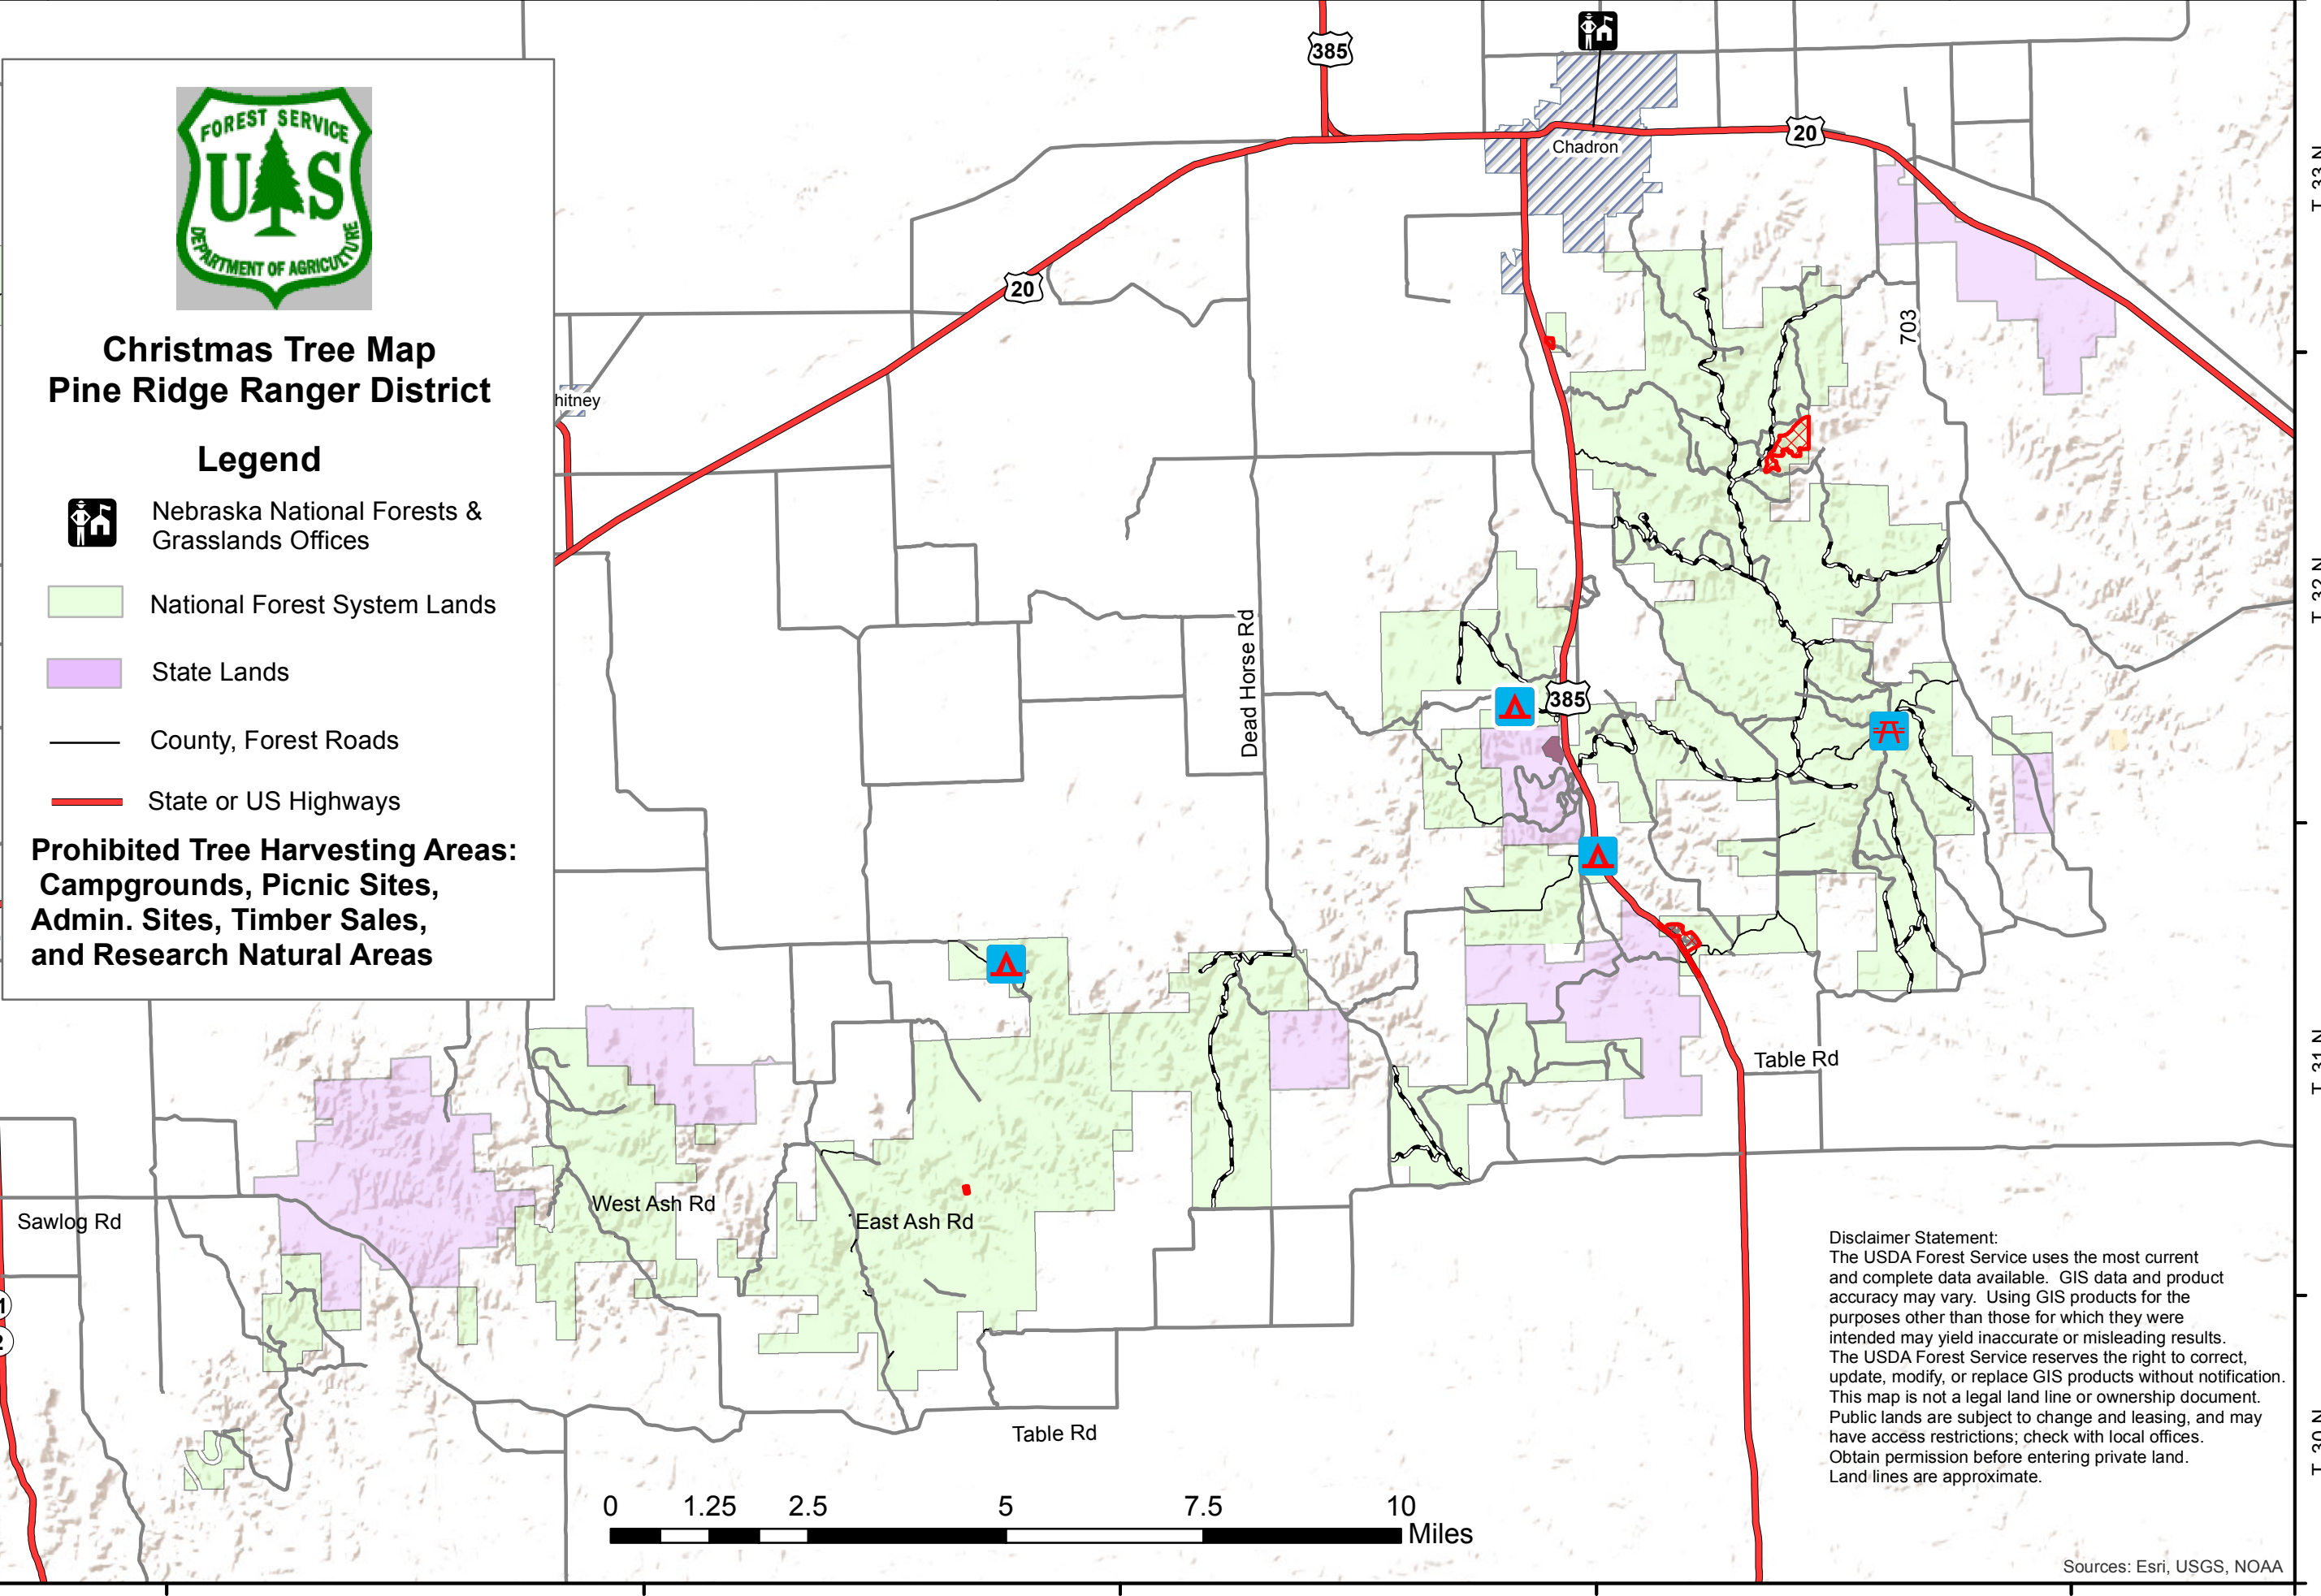 FOREST SERVICE
U S
DEPARTMENT OF AGRICULTURE
Christmas Tree Map
Pine Ridge Ranger District
Legend
Nebraska National Forests &
Grasslands Offices
National Forest System Lands
State Lands
County, Forest Roads
State or US Highways
Prohibited Tree Harvesting Areas:
Campgrounds, Picnic Sites,
Admin. Sites, Timber Sales,
and Research Natural Areas
385
20
Chadron
20
703
hitney
Dead Horse Rd
385
Table Rd
West Ash Rd
East Ash Rd
Sawlog Rd
1
2
Table Rd
T 33 N
T 32 N
T 31 N
T 30 N
0 1.25 2.5 5 7.5 10
Miles
Disclaimer Statement:
The USDA Forest Service uses the most current
and complete data available. GIS data and product
accuracy may vary. Using GIS products for the
purposes other than those for which they were
intended may yield inaccurate or misleading results.
The USDA Forest Service reserves the right to correct,
update, modify, or replace GIS products without notification.
This map is not a legal land line or ownership document.
Public lands are subject to change and leasing, and may
have access restrictions; check with local offices.
Obtain permission before entering private land.
Land lines are approximate.
Sources: Esri, USGS, NOAA